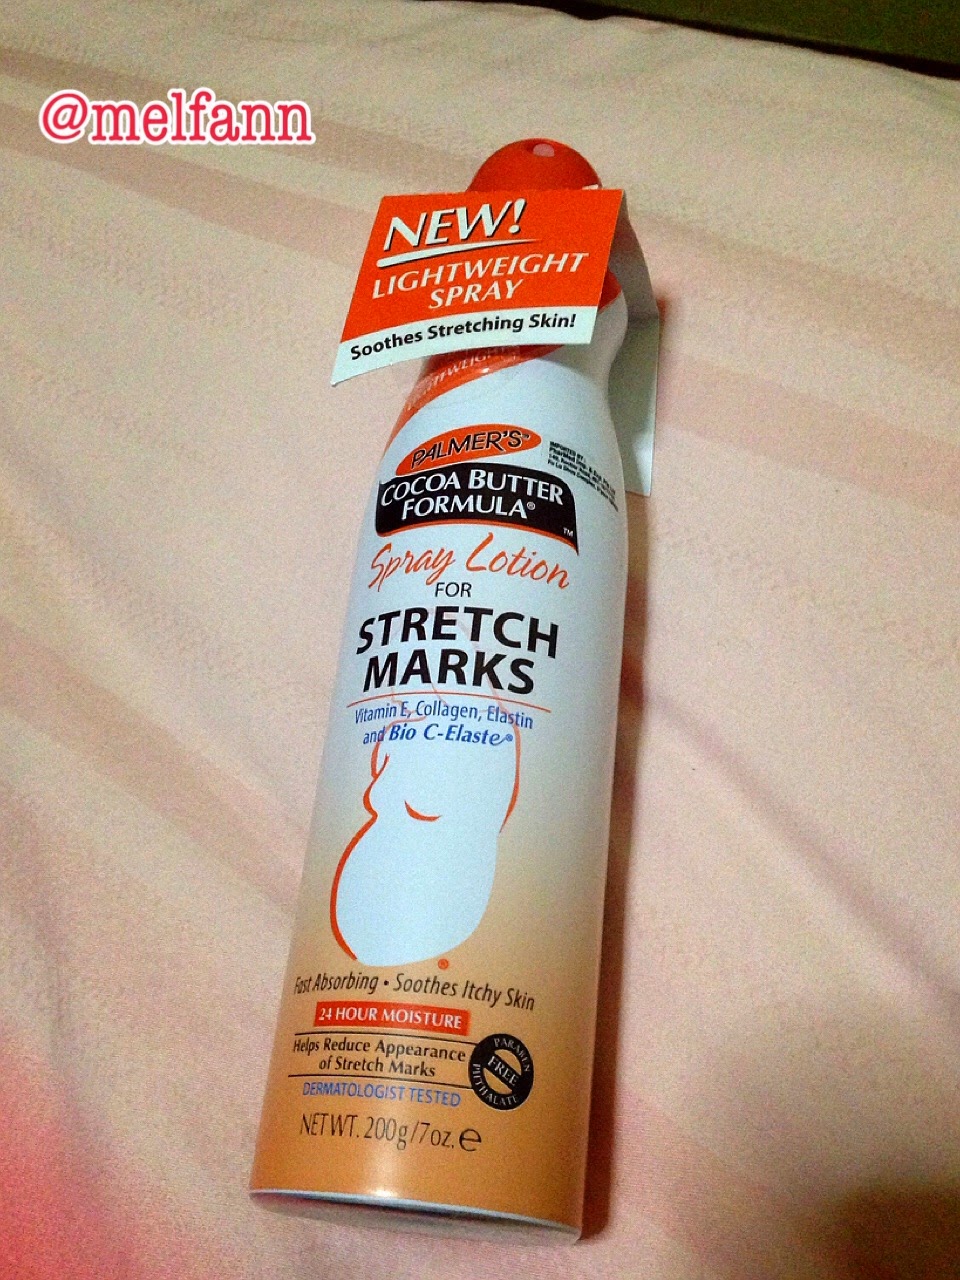 @melfann
NEW!
LIGHTWEIGHT
SPRAY
Soothes Stretching Skin!
PALMER'S®
COCOA BUTTER
FORMULA®
TM
Spray Lotion
FOR
STRETCH
MARKS
Vitamin E, Collagen, Elastin
and Bio C-Elaste®
®
Fast Absorbing • Soothes Itchy Skin
24 HOUR MOISTURE
Helps Reduce Appearance
of Stretch Marks
PARABEN
FREE
PHTHALATE
DERMATOLOGIST TESTED
NET WT. 200g/7oz. e